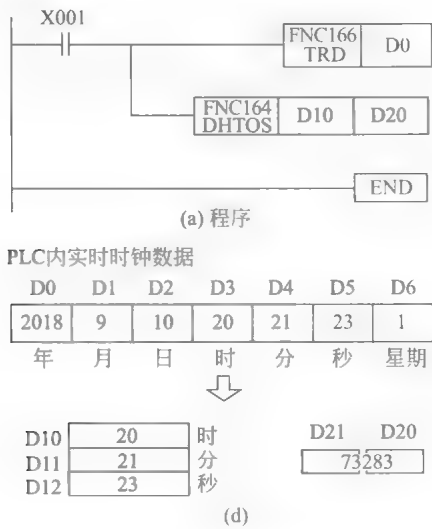 X001
FNC166
TRD D0
FNC164
DHTOS D10 D20
END
(a) 程序
PLC内实时时钟数据
D0 D1 D2 D3 D4 D5 D6
2018 9 10 20 21 23 1
年 月 日 时 分 秒 星期
D10 20 时 D21 D20
D11 21 分 73283
D12 23 秒
(d)